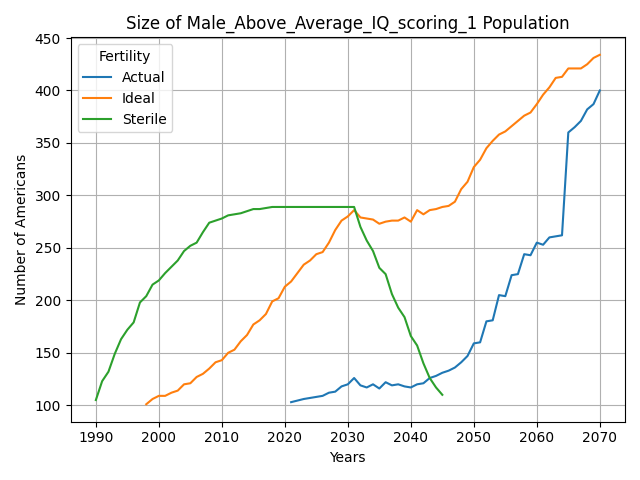 Size of Male_Above_Average_IQ_scoring_1 Population
Number of Americans
450
400
350
300
250
200
150
100
Fertility
Actual
Ideal
Sterile
1990 2000 2010 2020 2030 2040 2050 2060 2070
Years